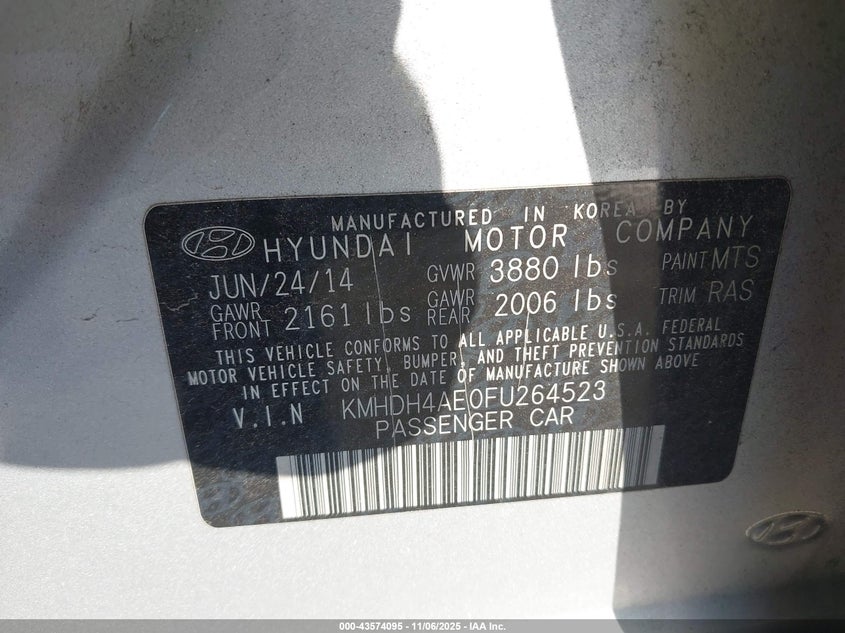 MANUFACTURED IN KOREA BY
HYUNDAI MOTOR COMPANY
JUN/24/14 GVWR 3880 lbs PAINT MTS
GAWR FRONT 2161 lbs GAWR REAR 2006 lbs TRIM RAS
THIS VEHICLE CONFORMS TO ALL APPLICABLE U.S.A. FEDERAL
MOTOR VEHICLE SAFETY, BUMPER, AND THEFT PREVENTION STANDARDS
IN EFFECT ON THE DATE OF MANUFACTURE SHOWN ABOVE
V.I.N KMHDH4AE0FU264523
PASSENGER CAR
000-43574095 - 11/06/2025 - IAA Inc.